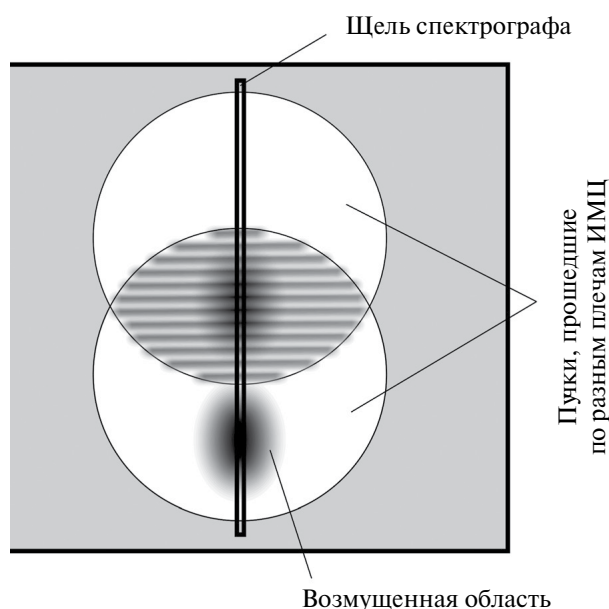 Щель спектрографа
Пучки, прошедшие
по разным плечам ИМЦ
Возмущенная область